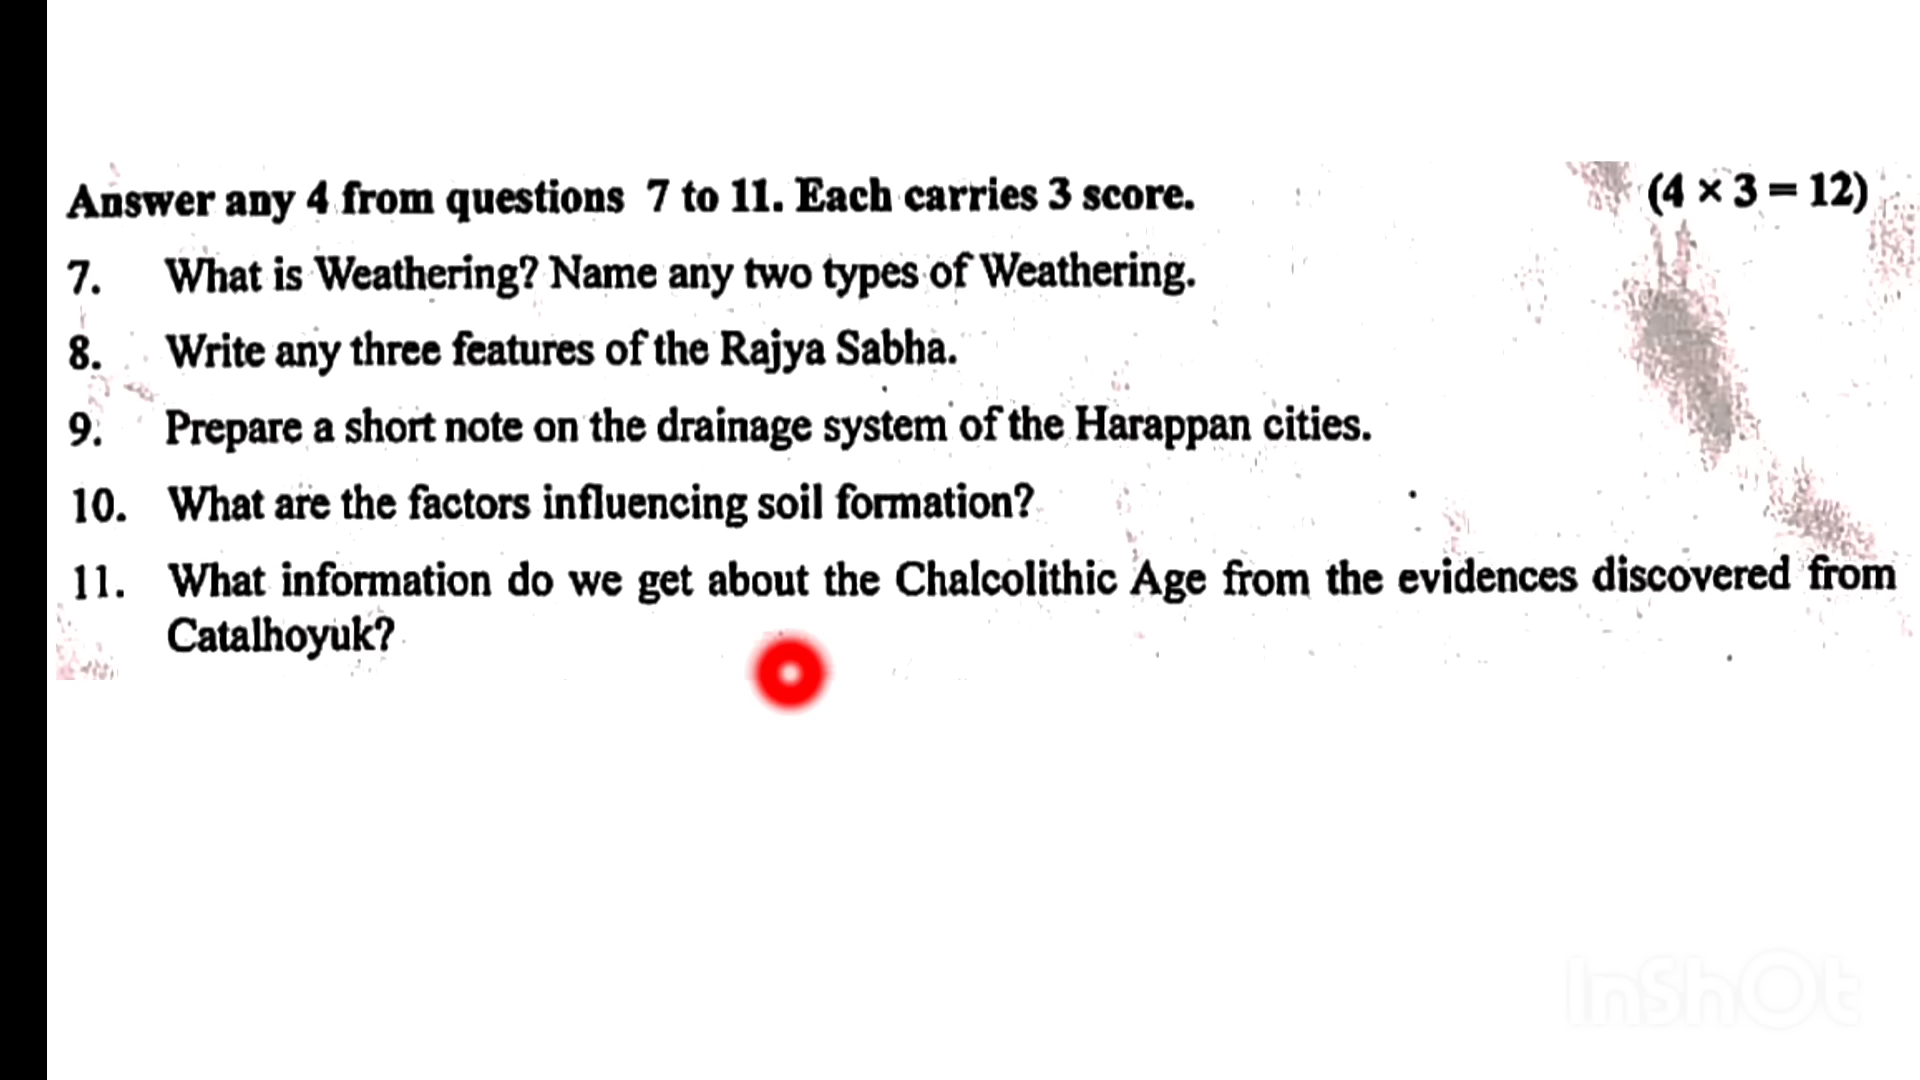 Answer any 4 from questions 7 to 11. Each carries 3 score. (4 × 3 = 12)
7. What is Weathering? Name any two types of Weathering.
8. Write any three features of the Rajya Sabha.
9. Prepare a short note on the drainage system of the Harappan cities.
10. What are the factors influencing soil formation?
11. What information do we get about the Chalcolithic Age from the evidences discovered from
Catalhoyuk?
InShOt